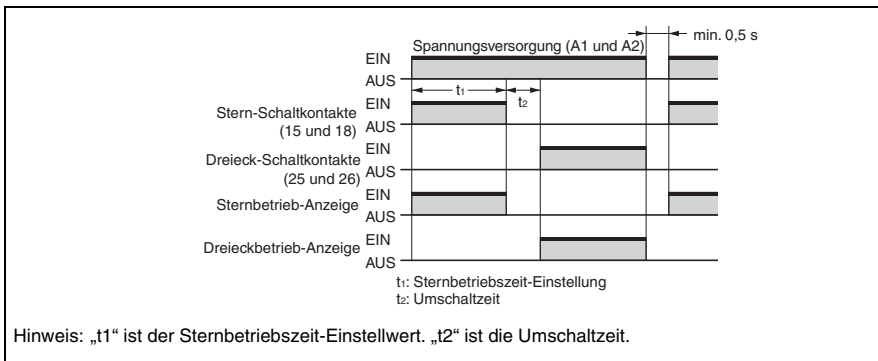 min. 0,5 s
Spannungsversorgung (A1 und A2)
EIN
AUS
t1
t2
Stern-Schaltkontakte
(15 und 18)
EIN
AUS
Dreieck-Schaltkontakte
(25 und 26)
EIN
AUS
Sternbetrieb-Anzeige
EIN
AUS
Dreieckbetrieb-Anzeige
EIN
AUS
t1: Sternbetriebszeit-Einstellung
t2: Umschaltzeit
Hinweis: „t1“ ist der Sternbetriebszeit-Einstellwert. „t2“ ist die Umschaltzeit.